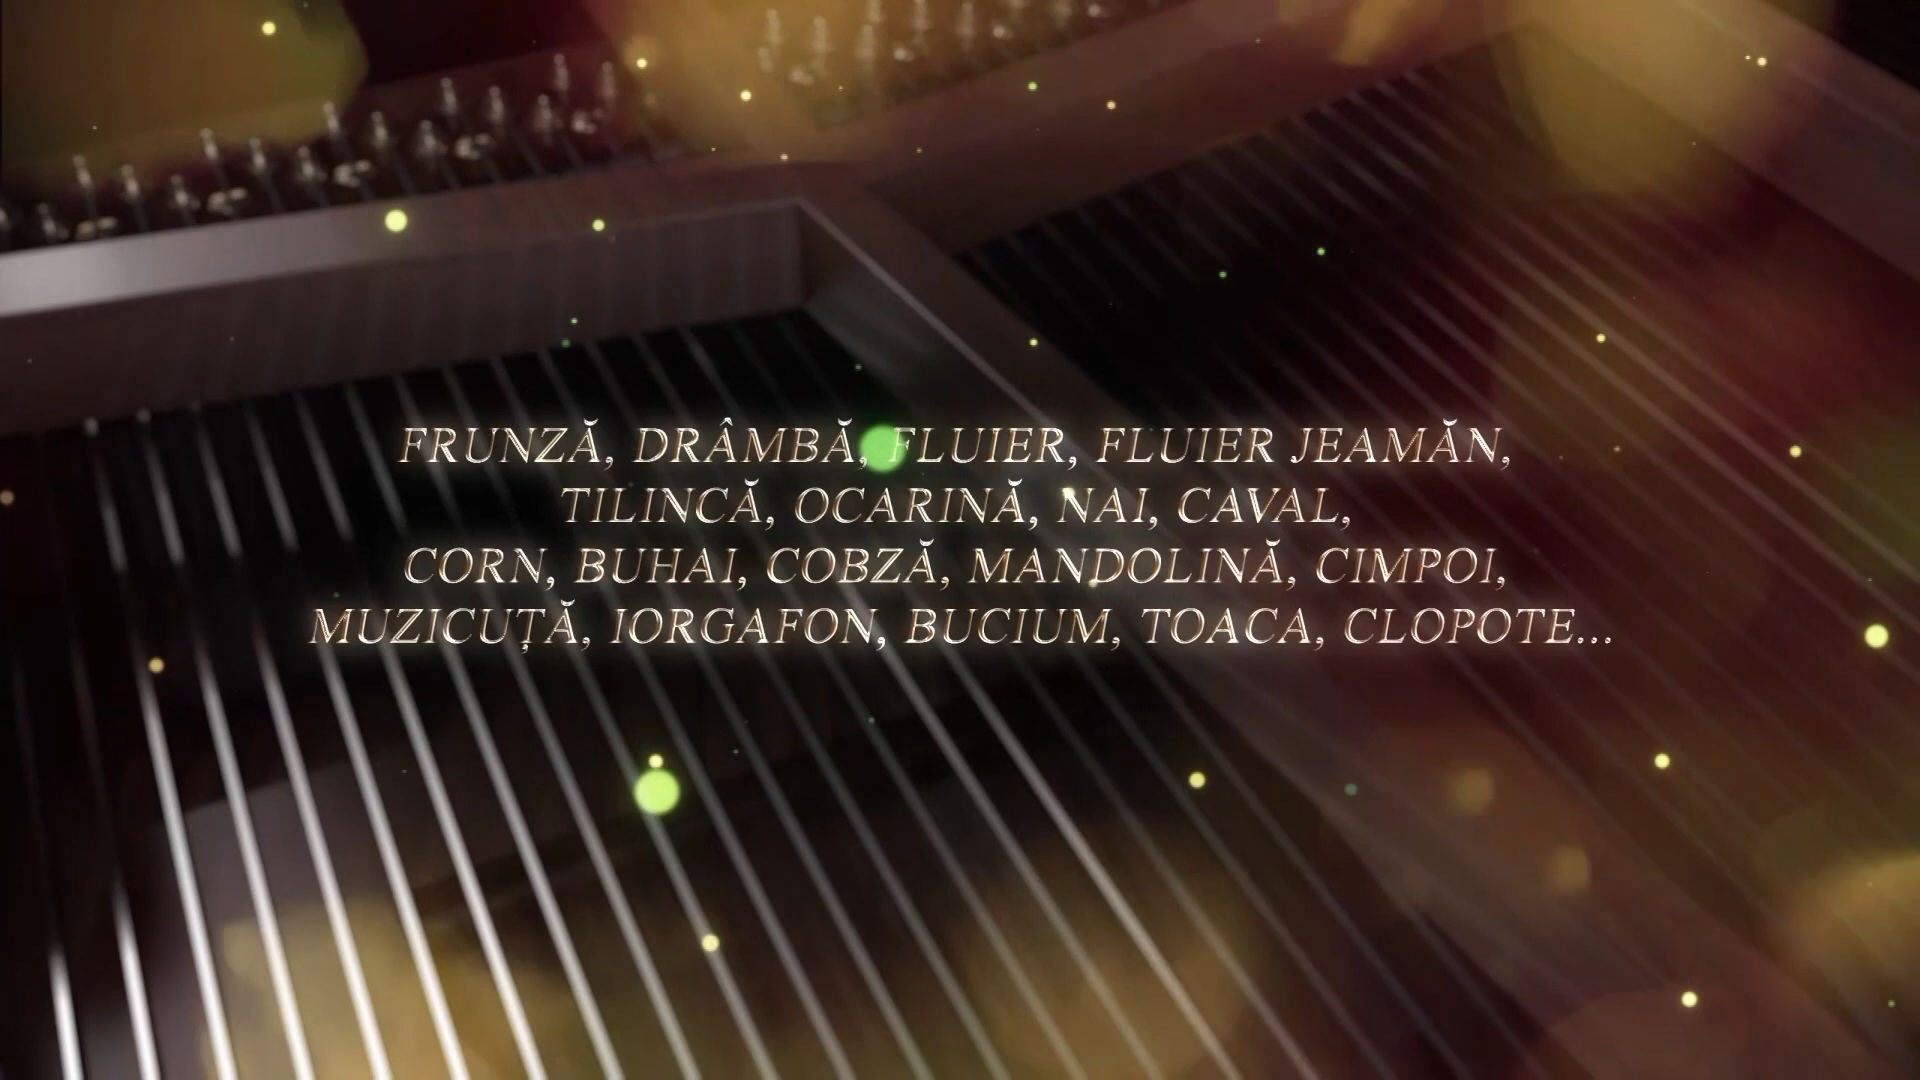 FRUNZĂ, DRÂMBĂ, FLUIER, FLUIER JEAMĂN,
TILINCĂ, OCARINĂ, NAI, CAVAL,
CORN, BUHAI, COBZĂ, MANDOLINĂ, CIMPOI,
MUZICUȚĂ, IORGAFON, BUCIUM, TOACA, CLOPOTE...